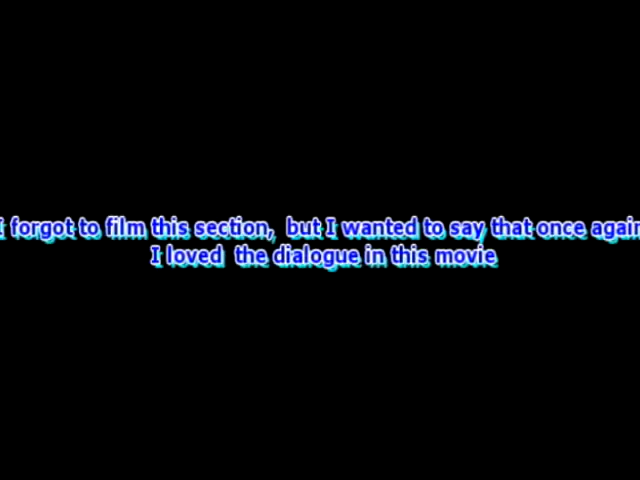 I forgot to film this section, but I wanted to say that once again
I loved the dialogue in this movie